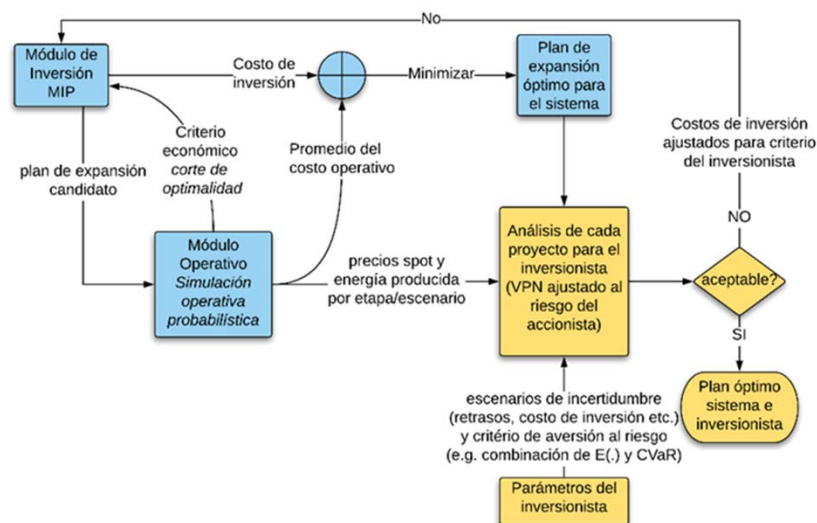 No
Módulo de
Inversión
MIP
Costo de
inversión
Minimizar
Plan de
expansión
óptimo para
el sistema
Criterio
económico
corte de
optimalidad
Promedio del
costo operativo
Costos de inversión
ajustados para criterio
del inversionista
plan de expansión
candidato
NO
Módulo
Operativo
Simulación
operativa
probabilística
precios spot y
energía producida
por etapa/escenario
Análisis de cada
proyecto para el
inversionista
(VPN ajustado al
riesgo del
accionista)
aceptable?
SI
Plan óptimo
sistema e
inversionista
escenarios de incertidumbre
(retrasos, costo de inversión etc.)
y critério de aversión al riesgo
(e.g. combinación de E(.) y CVaR)
Parámetros del
inversionista